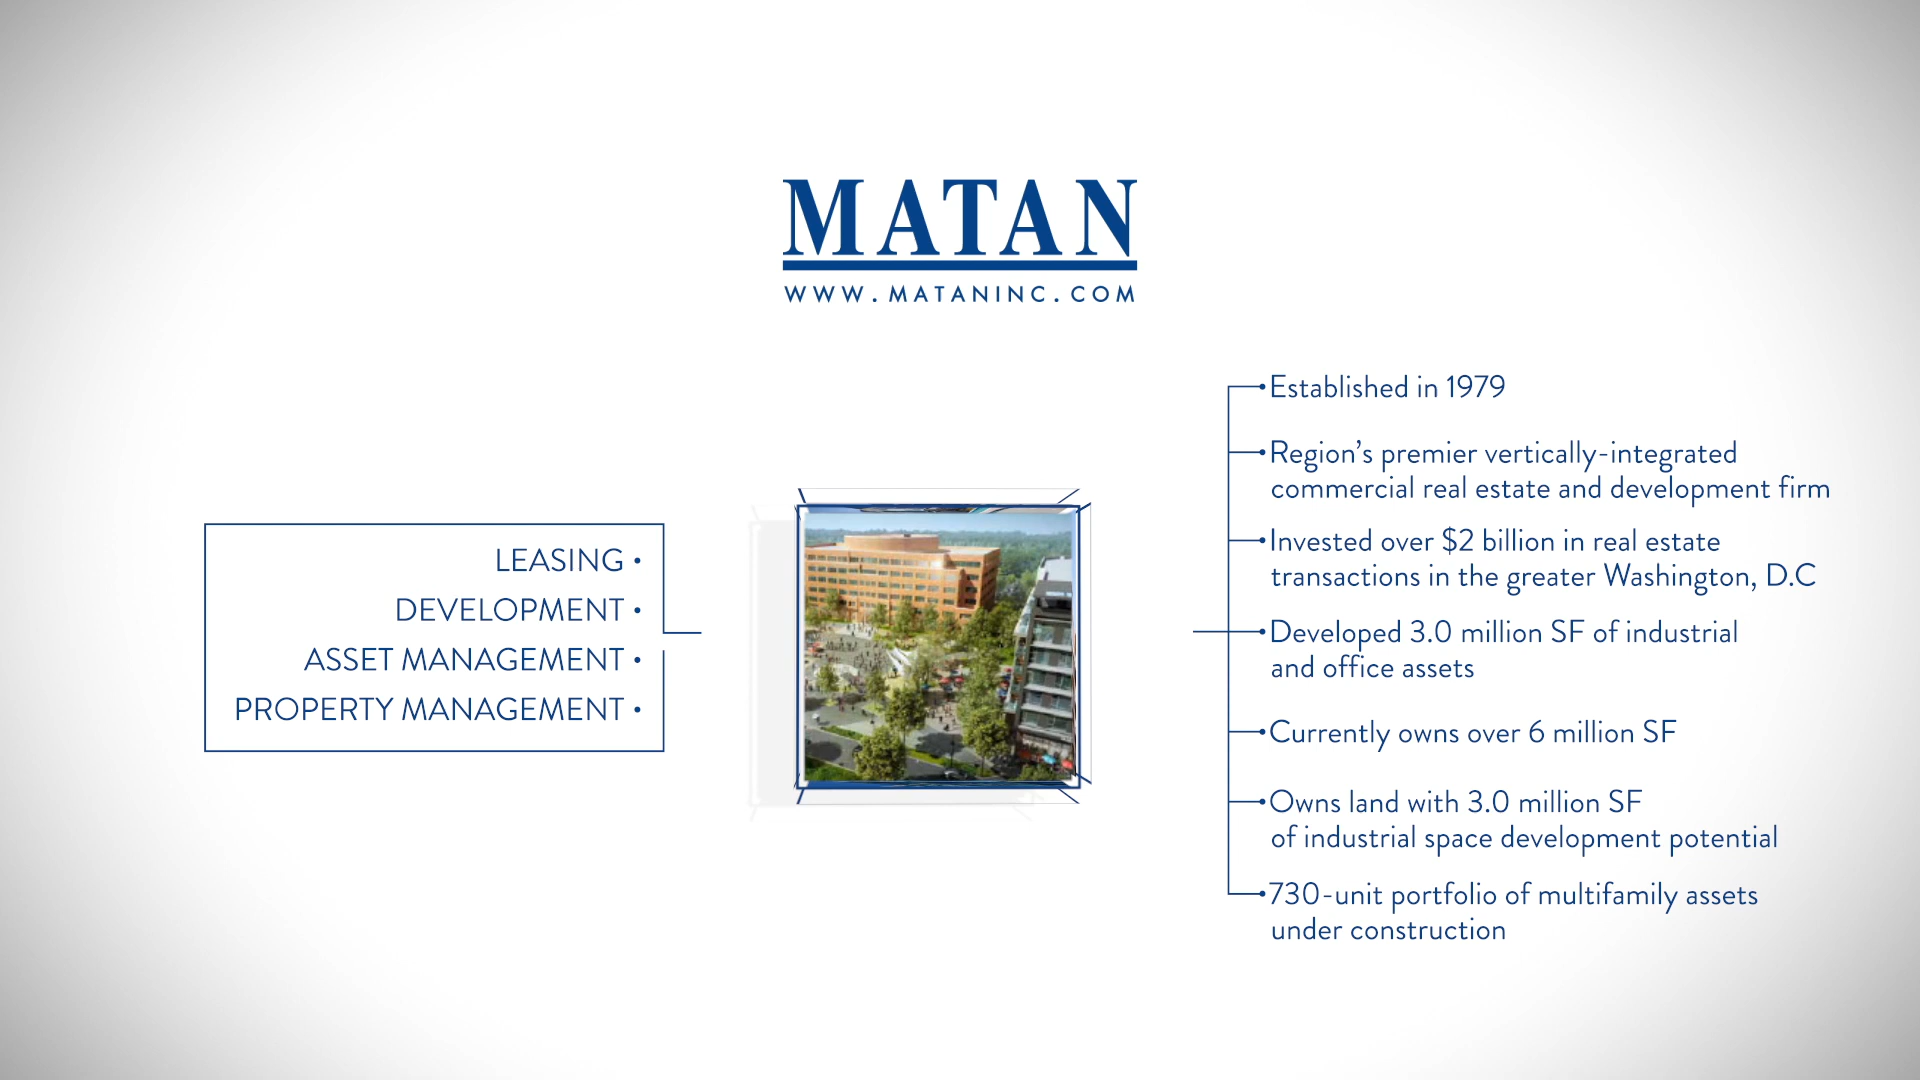 MATAN
WWW.MATANINC.COM
LEASING •
DEVELOPMENT •
ASSET MANAGEMENT •
PROPERTY MANAGEMENT •
•Established in 1979
•Region's premier vertically-integrated
commercial real estate and development firm
•Invested over $2 billion in real estate
transactions in the greater Washington, D.C
•Developed 3.0 million SF of industrial
and office assets
•Currently owns over 6 million SF
•Owns land with 3.0 million SF
of industrial space development potential
•730-unit portfolio of multifamily assets
under construction